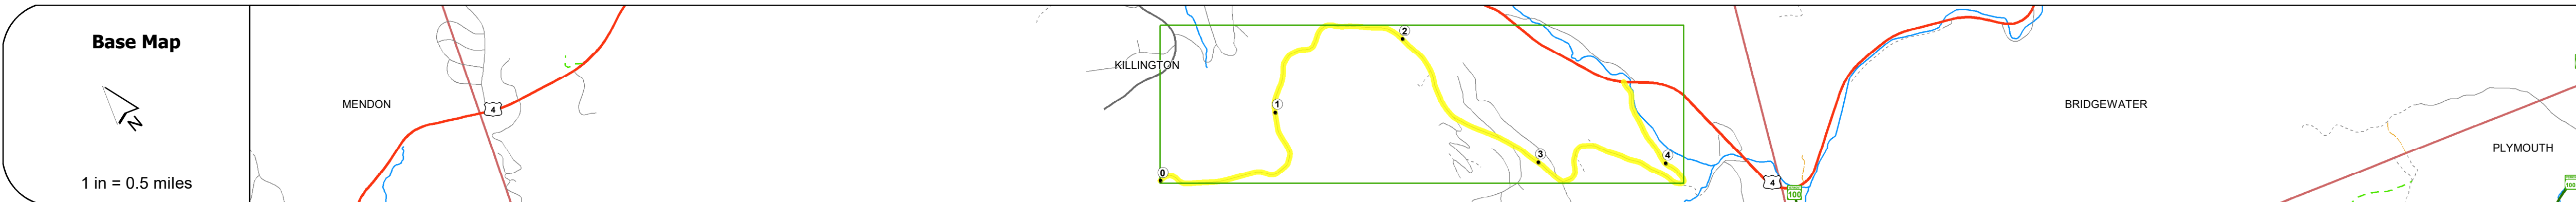 Base Map
N
1 in = 0.5 miles
MENDON
4
KILLINGTON
0
1
2
3
4
4
100
BRIDGEWATER
PLYMOUTH
100